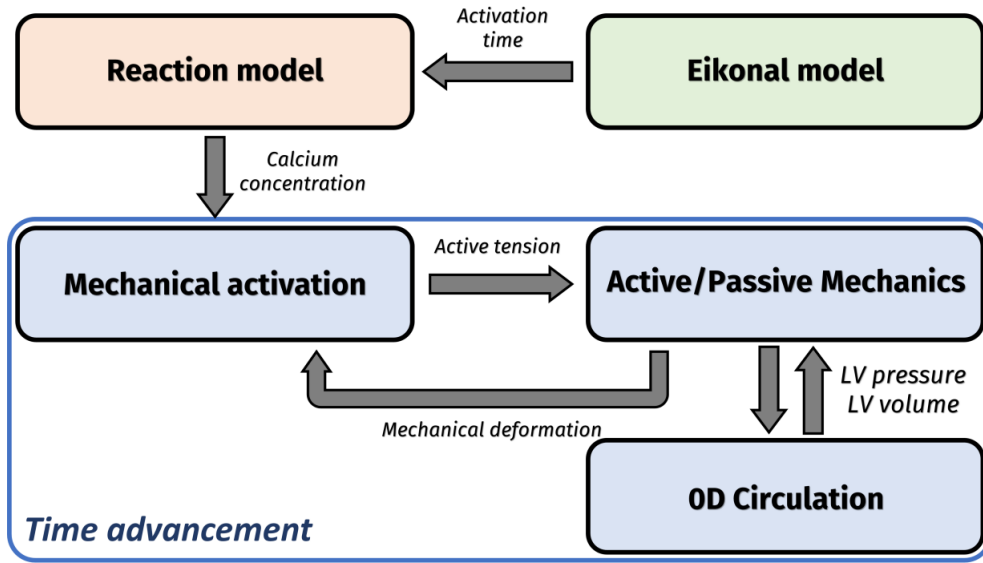 Activation
time
Reaction model
Eikonal model
Calcium
concentration
Mechanical activation
Active tension
Active/Passive Mechanics
LV pressure
LV volume
Mechanical deformation
0D Circulation
Time advancement